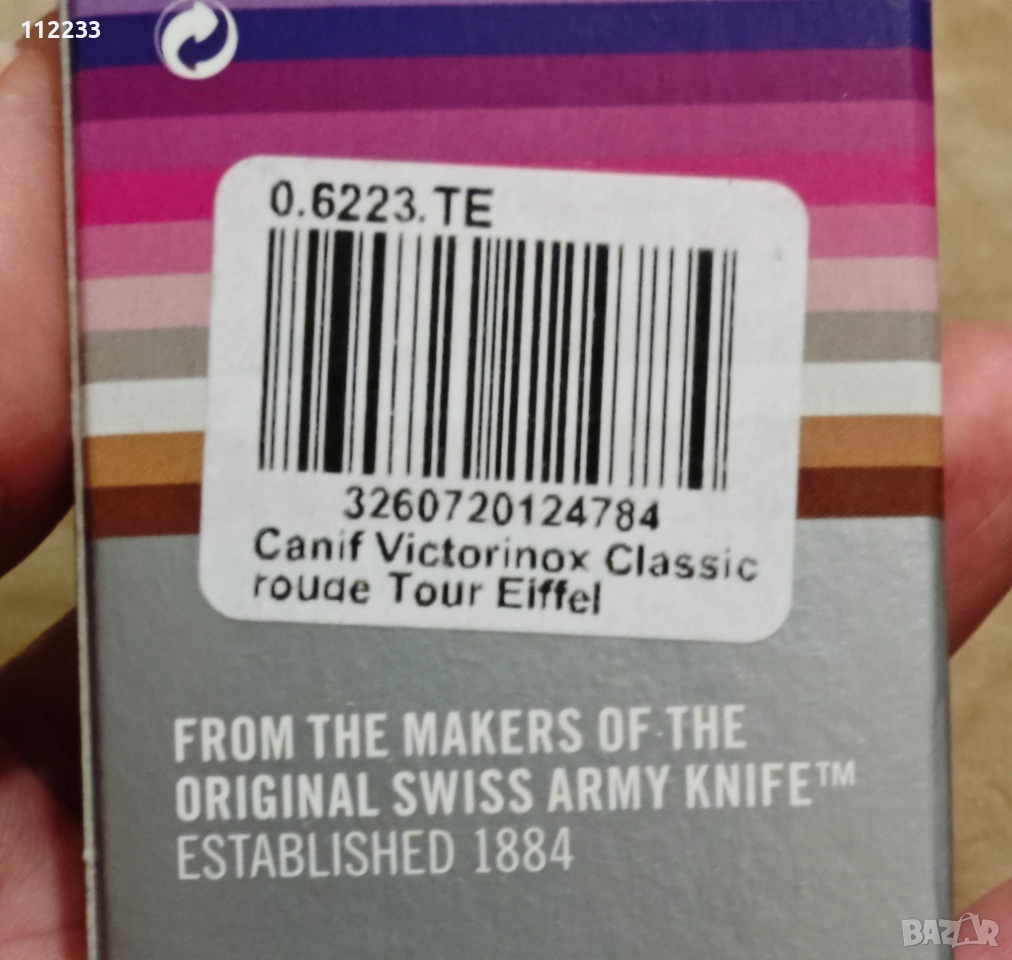 112233
0.6223.TE
3260720124784
Canif Victorinox Classic
rouge Tour Eiffel
FROM THE MAKERS OF THE
ORIGINAL SWISS ARMY KNIFE™
ESTABLISHED 1884
BAZAR